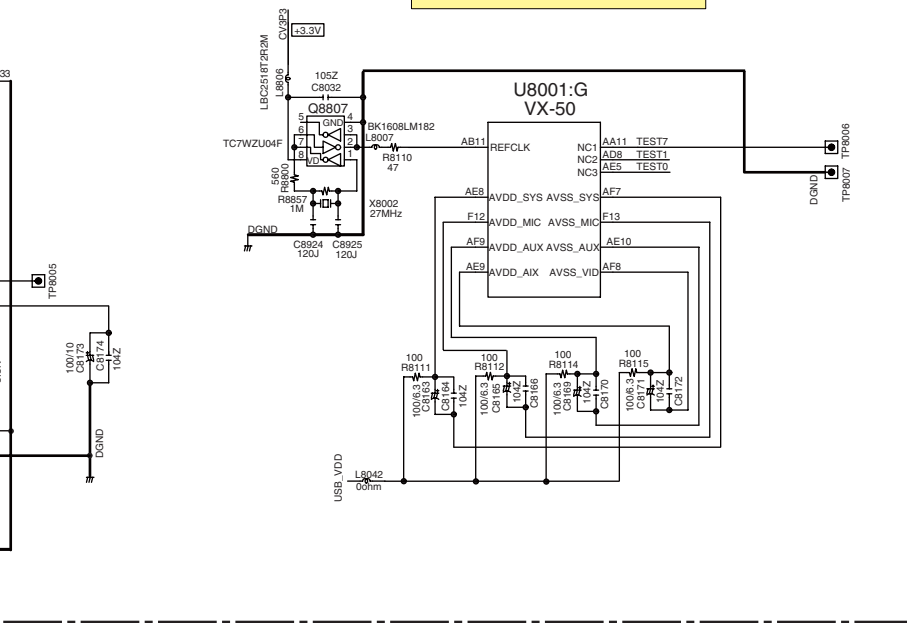 CV3P3
+3.3V
LBC2518T2R2M
L8806
105Z
C8032
Q8807
5
GND
4
6
3
7
2
8
VD
1
TC7WZU04F
BK1608LM182
L8007
R8110
47
560
R8800
R8857
1M
X8002
27MHz
DGND
C8924
120J
C8925
120J
U8001:G
VX-50
AB11
REFCLK
NC1
AA11
TEST7
NC2
AD8
TEST1
NC3
AE5
TEST0
AE8
AVDD_SYS
AVSS_SYS
AF7
F12
AVDD_MIC
AVSS_MIC
F13
AF9
AVDD_AUX
AVSS_AUX
AE10
AE9
AVDD_AIX
AVSS_VID
AF8
TP8006
DGND
TP8007
33
TP8005
100/10
C8173
C8174
104Z
DGND
100
R8111
100/6.3
C8163
C8164
104Z
100
R8112
100/6.3
C8165
104Z
C8166
100
R8114
100/6.3
C8169
104Z
C8170
100
R8115
100/6.3
C8171
104Z
C8172
USB_VDD
L8042
0ohm